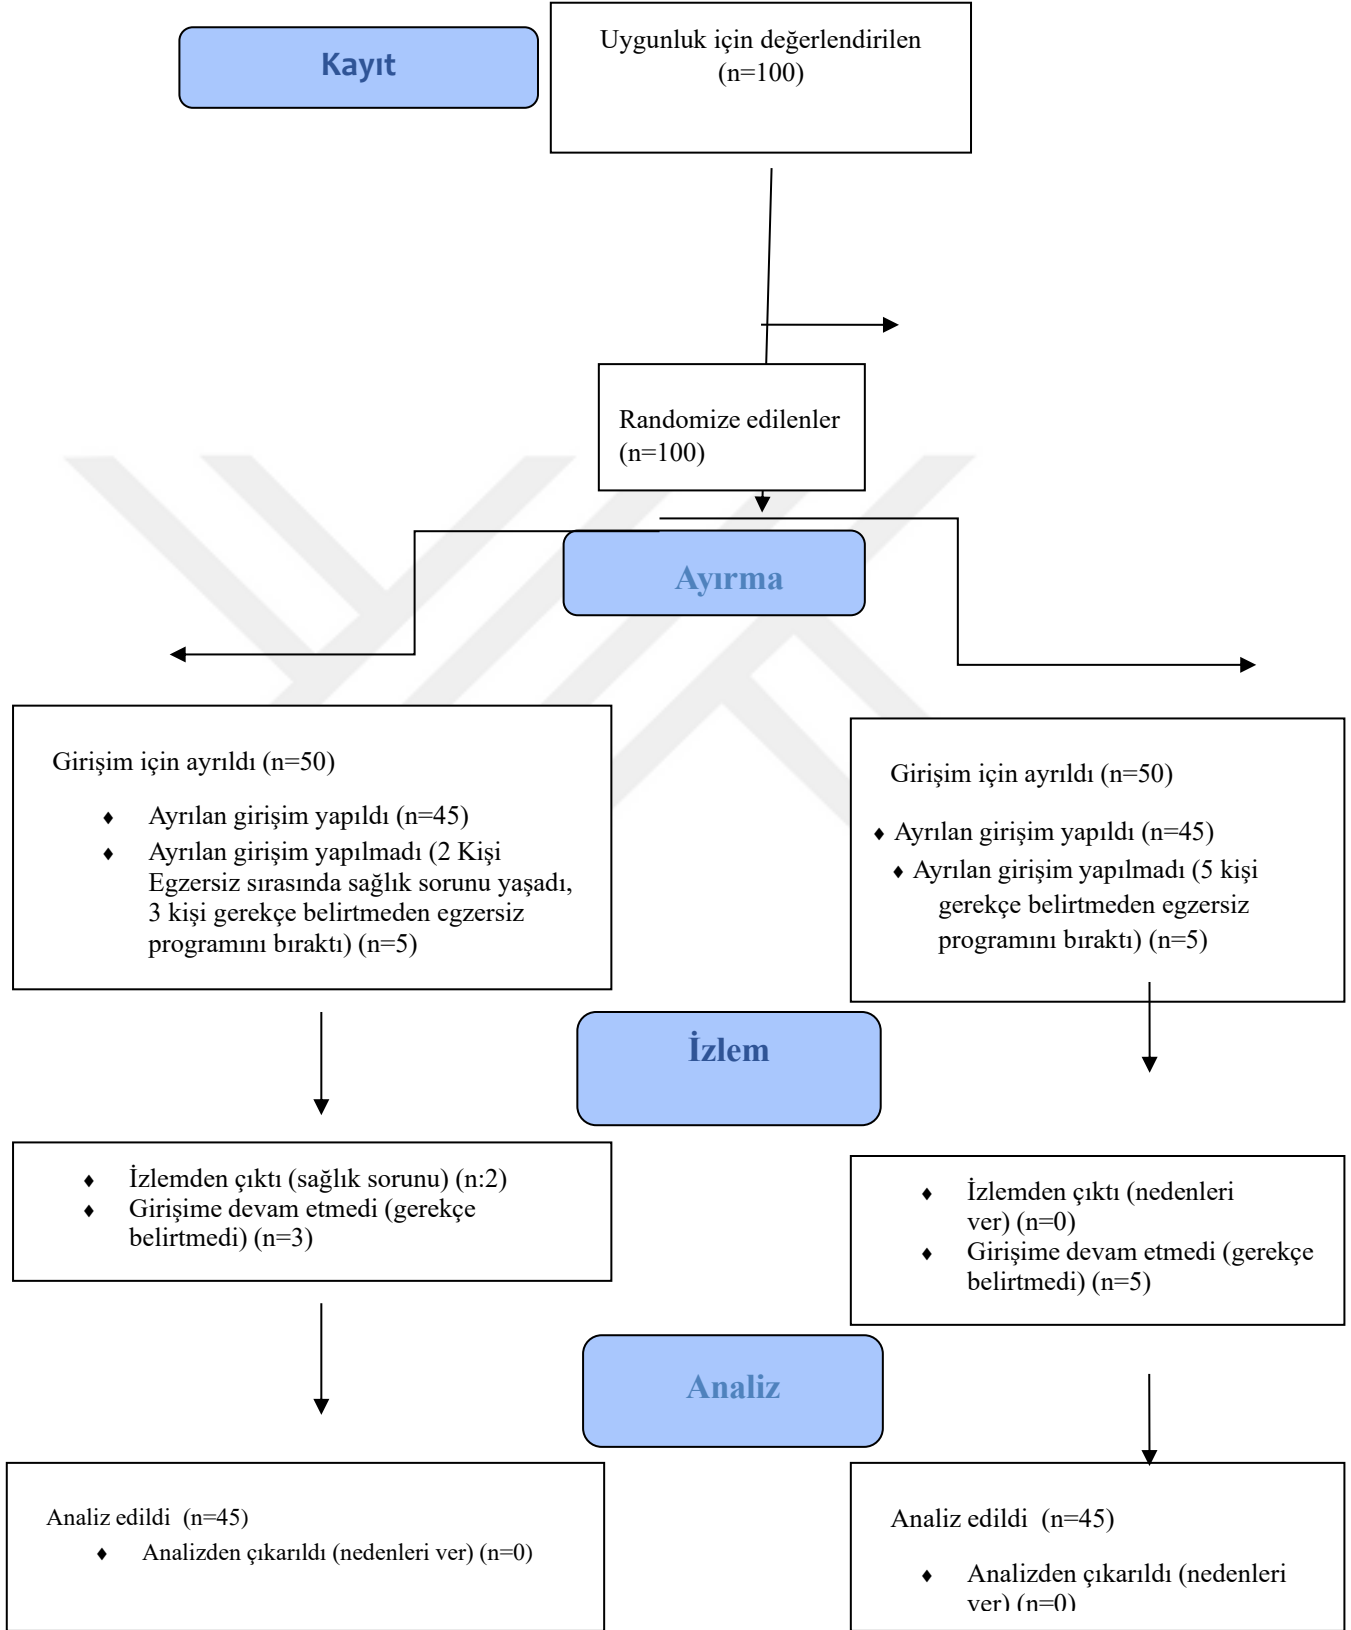 Kayıt
Uygunluk için değerlendirilen
(n=100)
Randomize edilenler
(n=100)
Ayırma
Girişim için ayrıldı (n=50)
♦ Ayrılan girişim yapıldı (n=45)
♦ Ayrılan girişim yapılmadı (2 Kişi
Egzersiz sırasında sağlık sorunu yaşadı,
3 kişi gerekçe belirtmeden egzersiz
programını bıraktı) (n=5)
Girişim için ayrıldı (n=50)
♦ Ayrılan girişim yapıldı (n=45)
♦ Ayrılan girişim yapılmadı (5 kişi
gerekçe belirtmeden egzersiz
programını bıraktı) (n=5)
İzlem
♦ İzlemden çıktı (sağlık sorunu) (n:2)
♦ Girişime devam etmedi (gerekçe
belirtmedi) (n=3)
♦ İzlemden çıktı (nedenleri
ver) (n=0)
♦ Girişime devam etmedi (gerekçe
belirtmedi) (n=5)
Analiz
Analiz edildi (n=45)
♦ Analizden çıkarıldı (nedenleri ver) (n=0)
Analiz edildi (n=45)
♦ Analizden çıkarıldı (nedenleri
ver) (n=0)